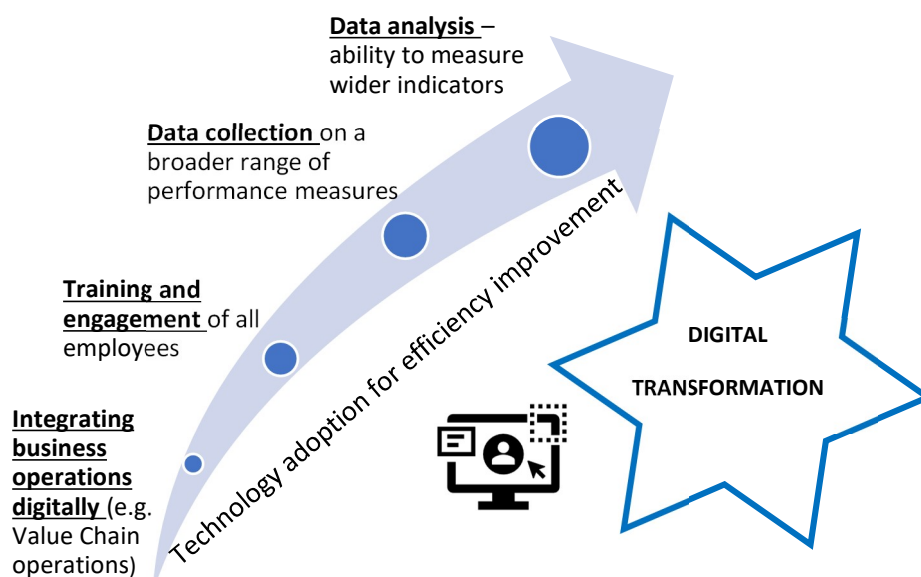 Data analysis –
ability to measure
wider indicators
Data collection on a
broader range of
performance measures
Training and
engagement of all
employees
Integrating
business
operations
digitally (e.g.
Value Chain
operations)
Technology adoption for efficiency improvement
DIGITAL
TRANSFORMATION